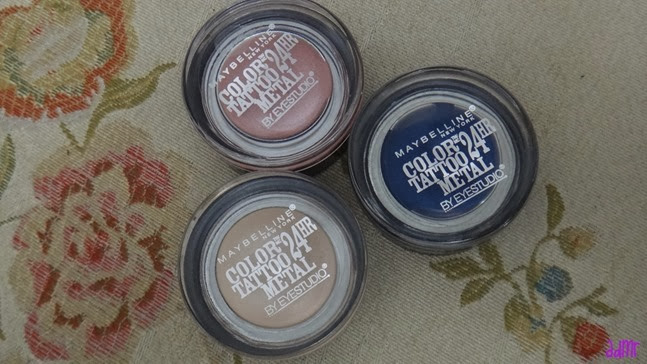 MAYBELLINE
NEW YORK
COLOR
TATTOO
24HR
METAL
BY EYESTUDIO
MAYBELLINE
NEW YORK
COLOR
TATTOO
24HR
METAL
BY EYESTUDIO
MAYBELLINE
NEW YORK
COLOR
TATTOO
24HR
METAL
BY EYESTUDIO